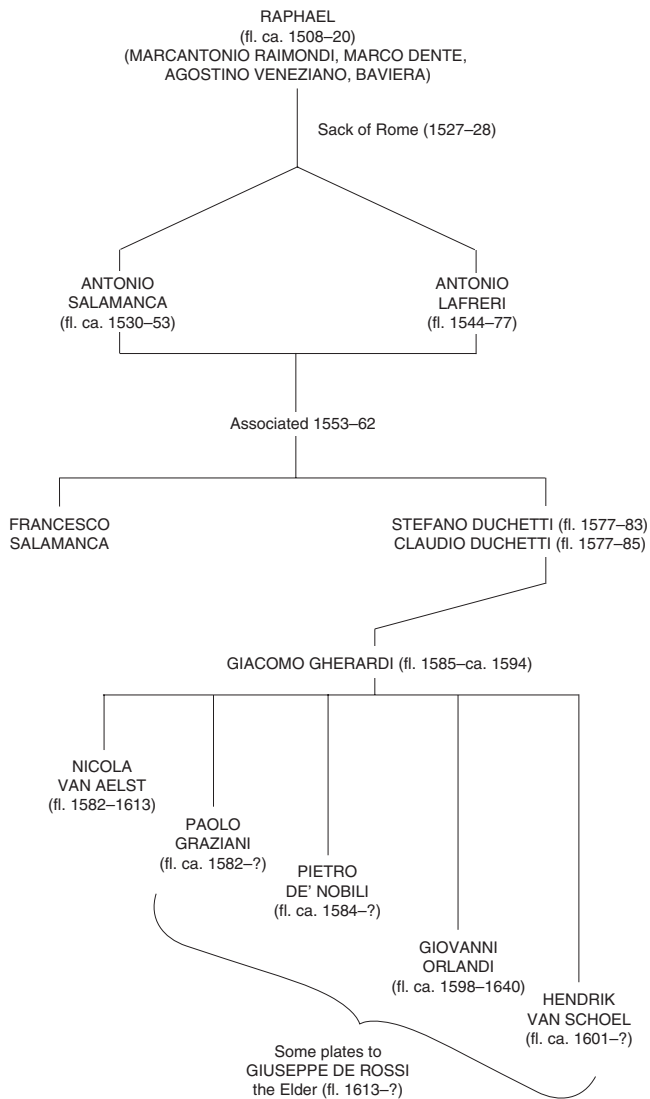 RAPHAEL
(fl. ca. 1508–20)
(MARCANTONIO RAIMONDI, MARCO DENTE,
AGOSTINO VENEZIANO, BAVIERA)
Sack of Rome (1527–28)
ANTONIO
SALAMANCA
(fl. ca. 1530–53)
ANTONIO
LAFRERI
(fl. 1544–77)
Associated 1553–62
FRANCESCO
SALAMANCA
STEFANO DUCHETTI (fl. 1577–83)
CLAUDIO DUCHETTI (fl. 1577–85)
GIACOMO GHERARDI (fl. 1585–ca. 1594)
NICOLA
VAN AELST
(fl. 1582–1613)
PAOLO
GRAZIANI
(fl. ca. 1582–?)
PIETRO
DE’ NOBILI
(fl. ca. 1584–?)
GIOVANNI
ORLANDI
(fl. ca. 1598–1640)
HENDRIK
VAN SCHOEL
(fl. ca. 1601–?)
Some plates to
GIUSEPPE DE ROSSI
the Elder (fl. 1613–?)